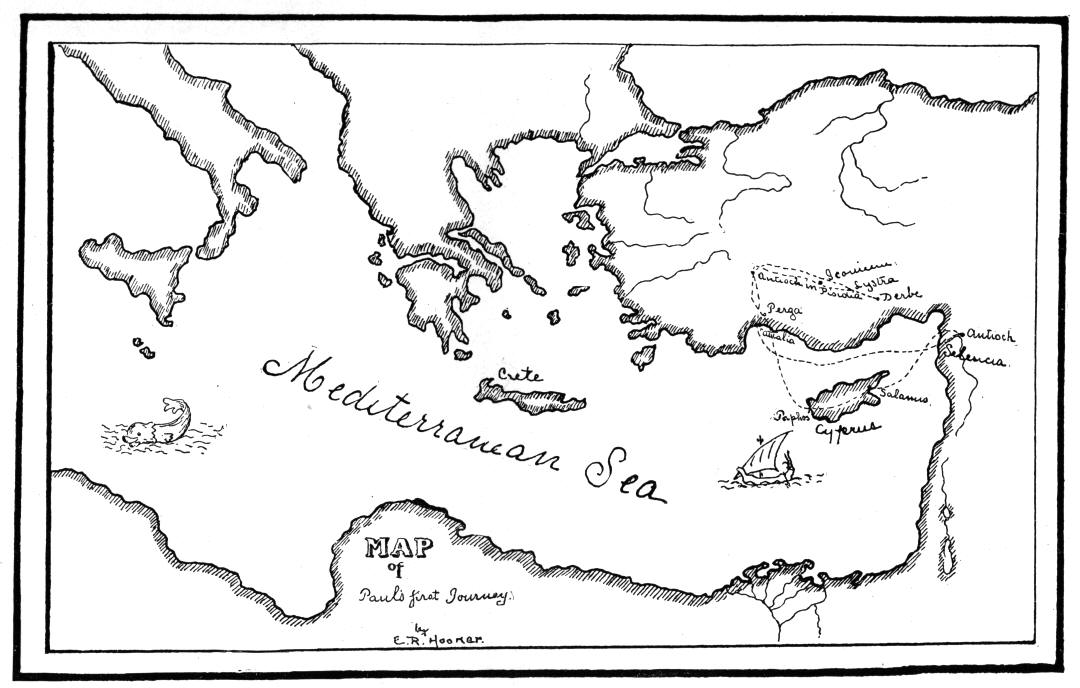 Iconium.
Lystra
Antioch in Pisidia
Derbe
Perga
Attalia
Antioch
Seleucia.
Crete
Salamis.
Paphos
Cyprus
Mediterranean Sea
MAP
of
Paul's first Journey.
by
E.R. Hooker.